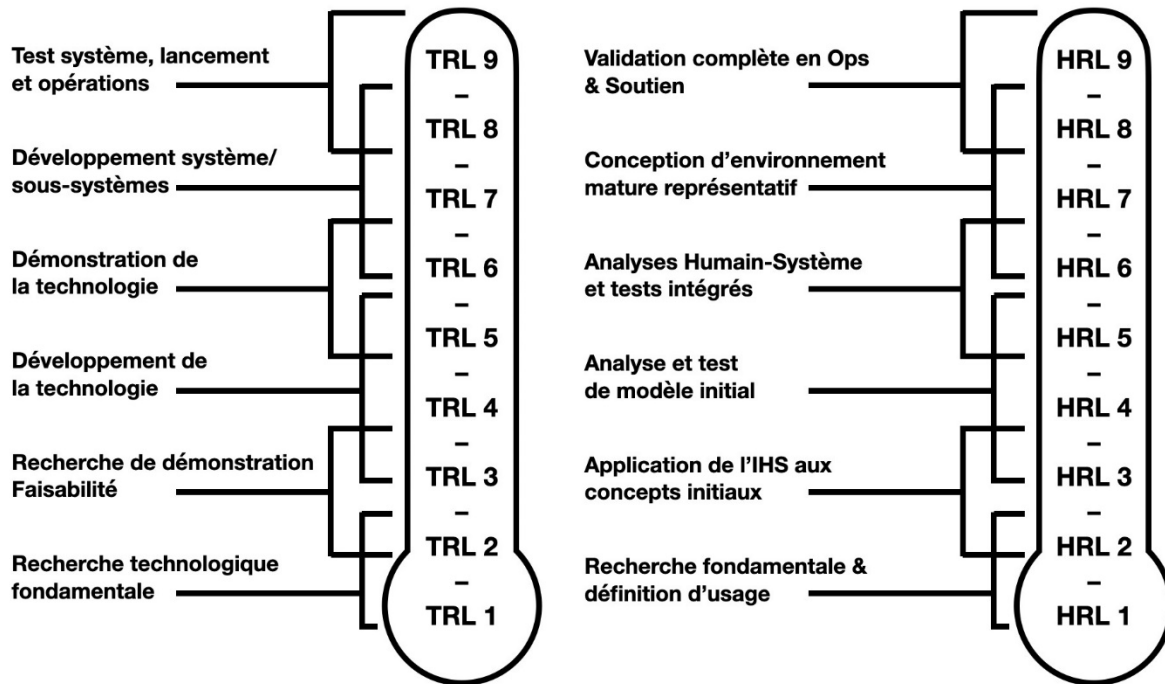 Test système, lancement
et opérations
Développement système/
sous-systèmes
Démonstration de
la technologie
Développement de
la technologie
Recherche de démonstration
Faisabilité
Recherche technologique
fondamentale
TRL 9
–
TRL 8
–
TRL 7
–
TRL 6
–
TRL 5
–
TRL 4
–
TRL 3
–
TRL 2
–
TRL 1
Validation complète en Ops
& Soutien
Conception d’environnement
mature représentatif
Analyses Humain-Système
et tests intégrés
Analyse et test
de modèle initial
Application de l’IHS aux
concepts initiaux
Recherche fondamentale &
définition d’usage
HRL 9
–
HRL 8
–
HRL 7
–
HRL 6
–
HRL 5
–
HRL 4
–
HRL 3
–
HRL 2
–
HRL 1